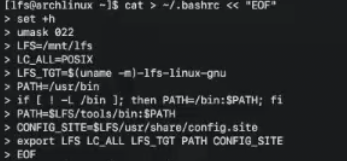 [lfs@archlinux ~]$ cat > ~/.bashrc << "EOF"
> set +h
> umask 022
> LFS=/mnt/lfs
> LC_ALL=POSIX
> LFS_TGT=$(uname -m)-lfs-linux-gnu
> PATH=/usr/bin
> if [ ! -L /bin ]; then PATH=/bin:$PATH; fi
> PATH=$LFS/tools/bin:$PATH
> CONFIG_SITE=$LFS/usr/share/config.site
> export LFS LC_ALL LFS_TGT PATH CONFIG_SITE
> EOF